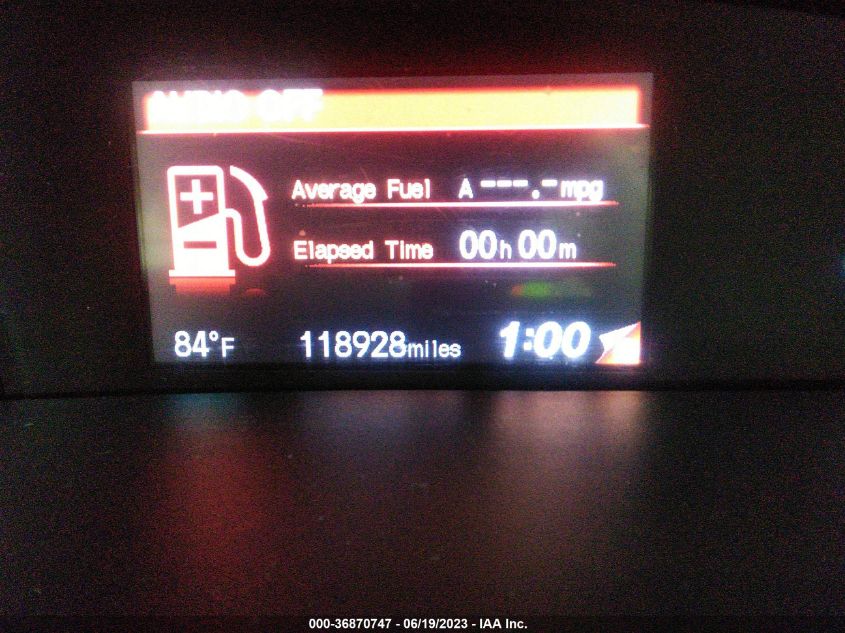 AUDIO OFF
Average Fuel A ---.- mpg
Elapsed Time 00h 00m
84°F 118928miles 1:00
000-36870747 - 06/19/2023 - IAA Inc.